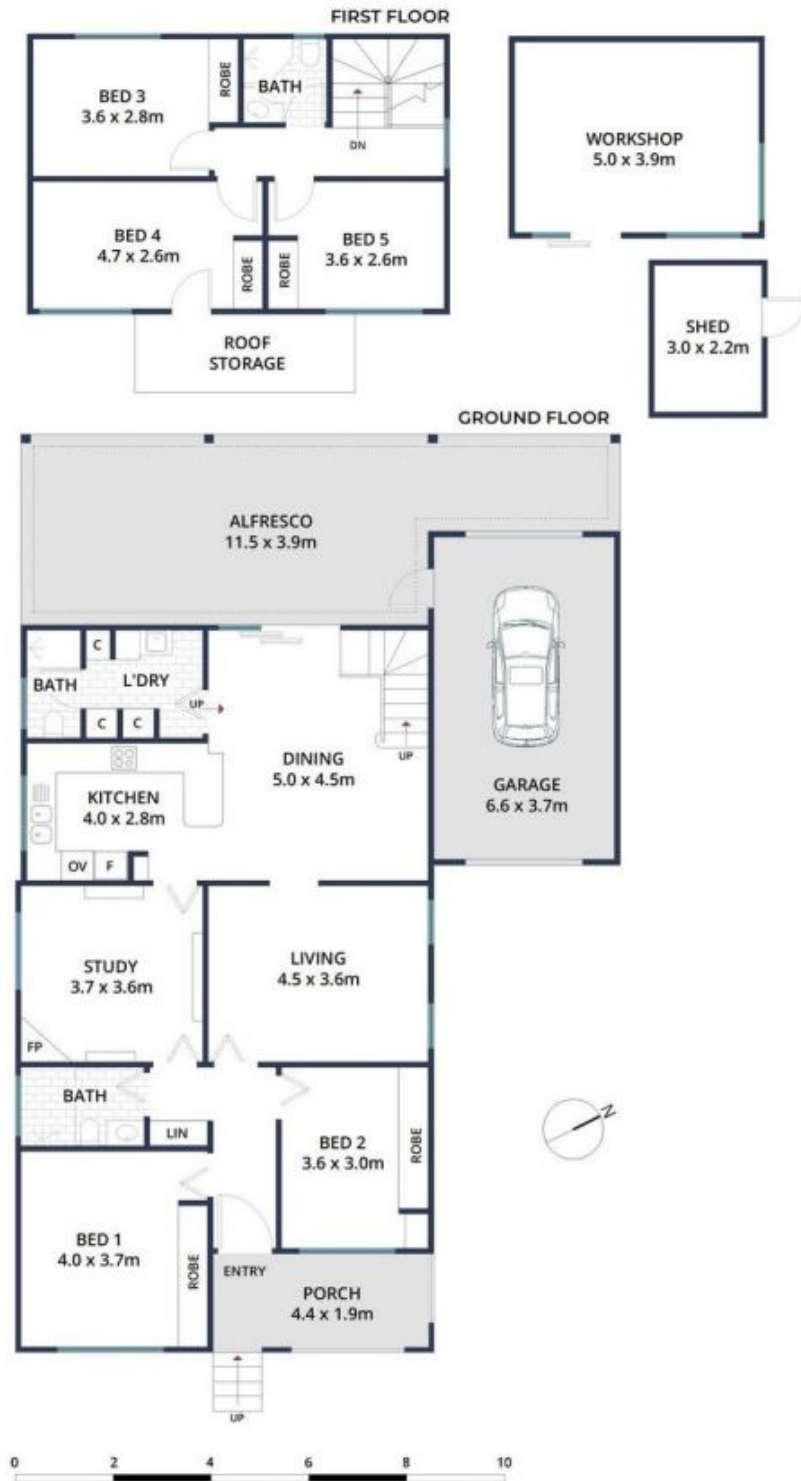 FIRST FLOOR
BED 3
3.6 x 2.8m
ROBE
BATH
DN
WORKSHOP
5.0 x 3.9m
BED 4
4.7 x 2.6m
ROBE
ROBE
BED 5
3.6 x 2.6m
ROOF
STORAGE
SHED
3.0 x 2.2m
GROUND FLOOR
ALFRESCO
11.5 x 3.9m
C
BATH
L'DRY
UP
C
C
DINING
5.0 x 4.5m
UP
KITCHEN
4.0 x 2.8m
OV
F
GARAGE
6.6 x 3.7m
STUDY
3.7 x 3.6m
FP
LIVING
4.5 x 3.6m
BATH
LIN
BED 2
3.6 x 3.0m
ROBE
N
BED 1
4.0 x 3.7m
ROBE
ENTRY
PORCH
4.4 x 1.9m
UP
0 2 4 6 8 10